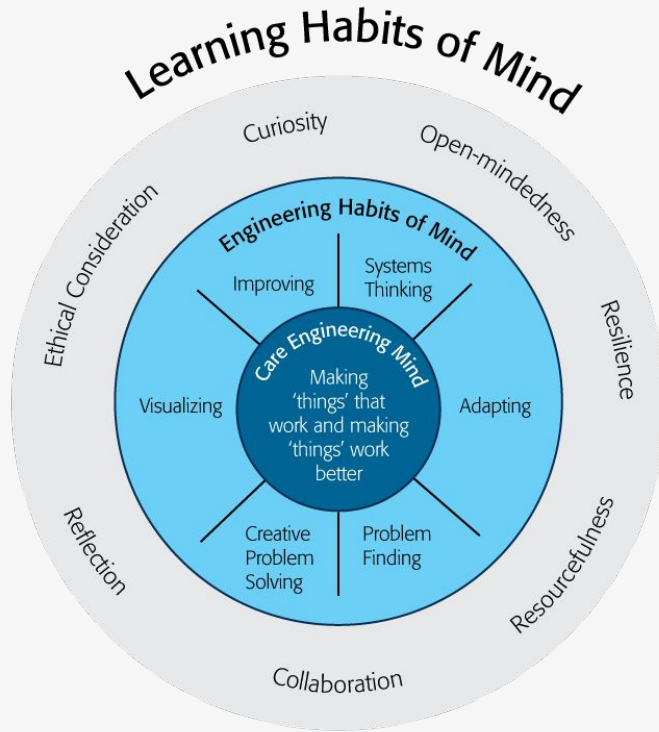 Learning Habits of Mind
Curiosity
Open-mindedness
Ethical Consideration
Resilience
Reflection
Resourcefulness
Collaboration
Engineering Habits of Mind
Improving
Systems
Thinking
Visualizing
Adapting
Creative
Problem
Solving
Problem
Finding
Care Engineering Mind
Making
'things' that
work and making
'things' work
better